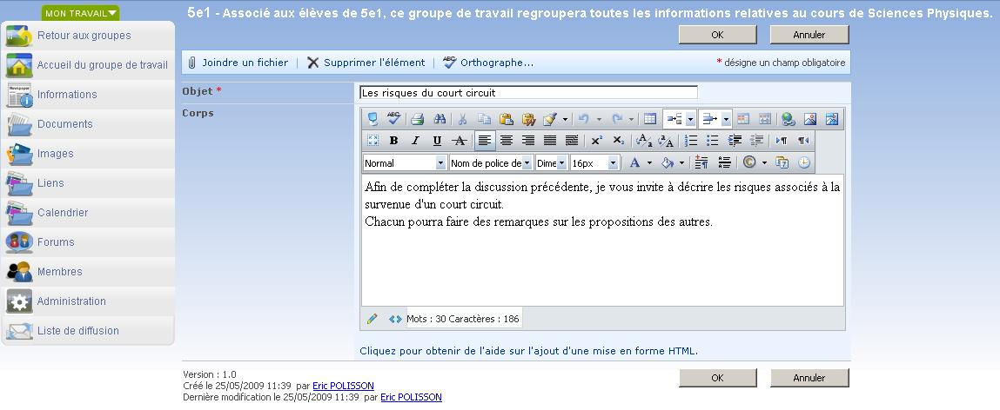 MON TRAVAIL
5e1 - Associé aux élèves de 5e1, ce groupe de travail regroupera toutes les informations relatives au cours de Sciences Physiques.
Retour aux groupes
Accueil du groupe de travail
Informations
Documents
Images
Liens
Calendrier
Forums
Membres
Administration
Liste de diffusion
OK Annuler
Joindre un fichier | Supprimer l'élément | Orthographe... * désigne un champ obligatoire
Objet * Les risques du court circuit
Corps
Normal Nom de police de Dime 16px
Afin de compléter la discussion précédente, je vous invite à décrire les risques associés à la
survenue d'un court circuit.
Chacun pourra faire des remarques sur les propositions des autres.
Mots : 30 Caractères : 186
Cliquez pour obtenir de l'aide sur l'ajout d'une mise en forme HTML.
Version : 1.0
Créé le 25/05/2009 11:39 par Eric POLISSON
Dernière modification le 25/05/2009 11:39 par Eric POLISSON
OK Annuler